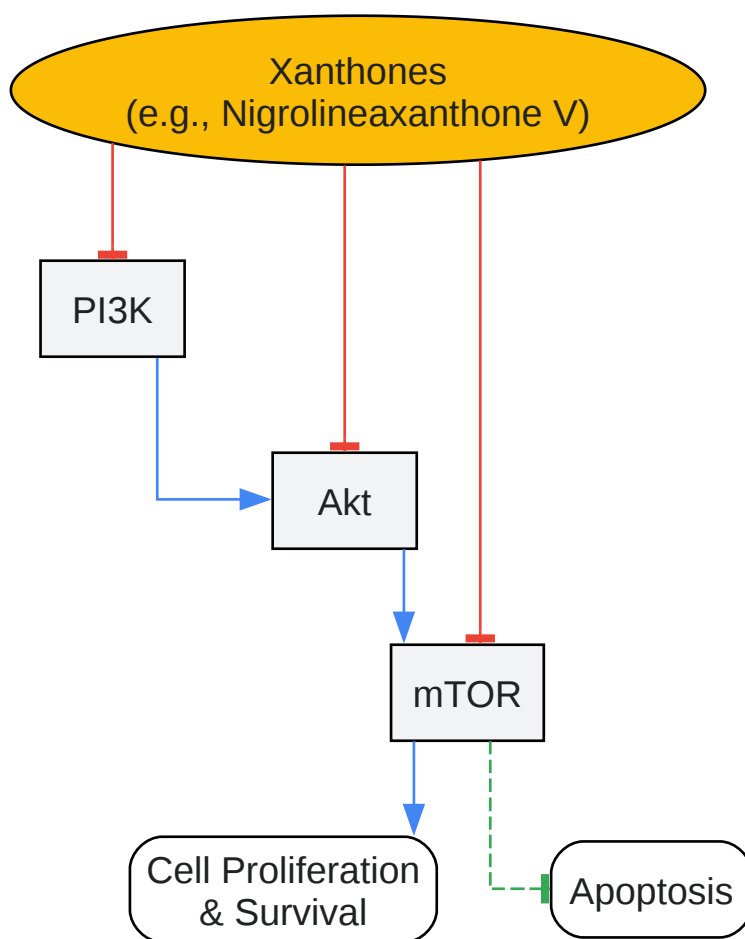 Xanthones
(e.g., Nigrolineaxanthone V)
PI3K
Akt
mTOR
Cell Proliferation
& Survival
Apoptosis